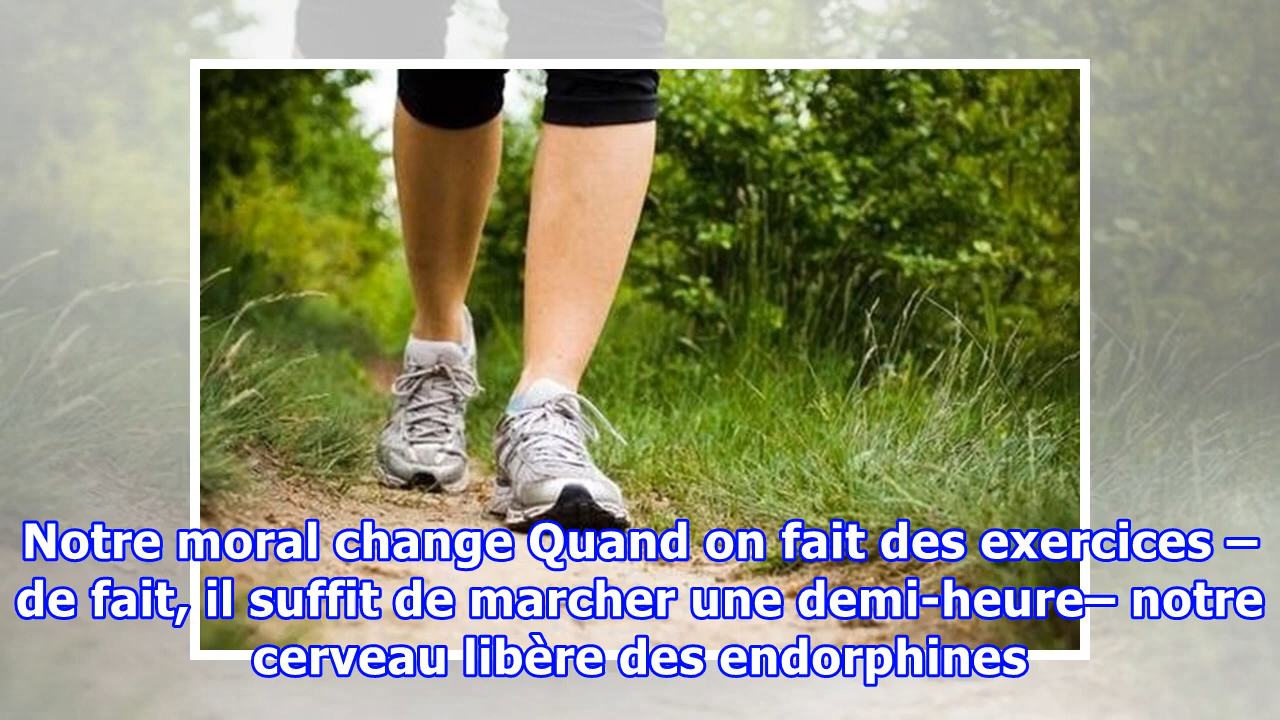 Notre moral change Quand on fait des exercices –
de fait, il suffit de marcher une demi-heure– notre
cerveau libère des endorphines